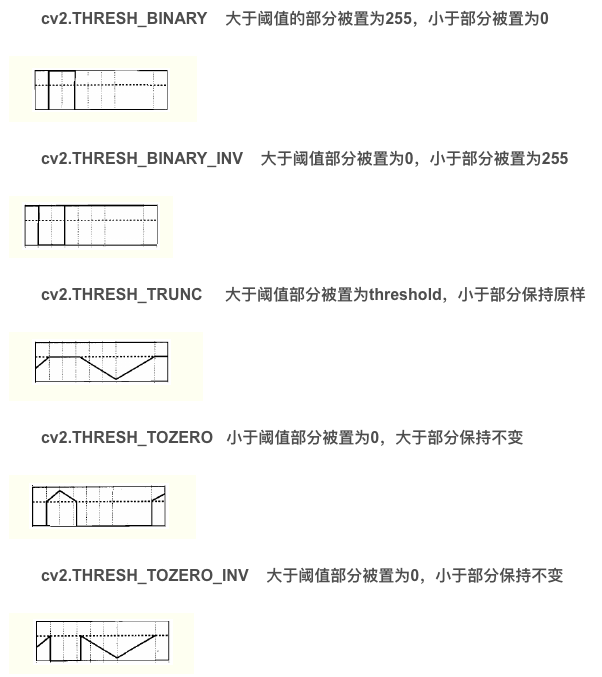 cv2.THRESH_BINARY 大于阈值的部分被置为255，小于部分被置为0
cv2.THRESH_BINARY_INV 大于阈值部分被置为0，小于部分被置为255
cv2.THRESH_TRUNC 大于阈值部分被置为threshold，小于部分保持原样
cv2.THRESH_TOZERO 小于阈值部分被置为0，大于部分保持不变
cv2.THRESH_TOZERO_INV 大于阈值部分被置为0，小于部分保持不变